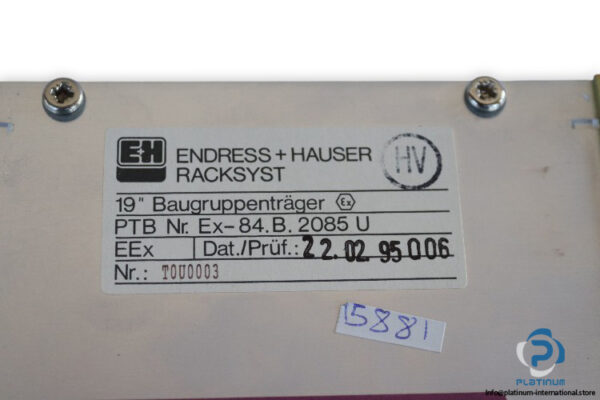 E+H ENDRESS + HAUSER HV
RACKSYST
19" Baugruppenträger Ex
PTB Nr. Ex-84.B.2085 U
EEx Dat./Prüf.: 22.02.95 006
Nr.: T0U0003
15881
PLATINUM
info@platinum-international.store